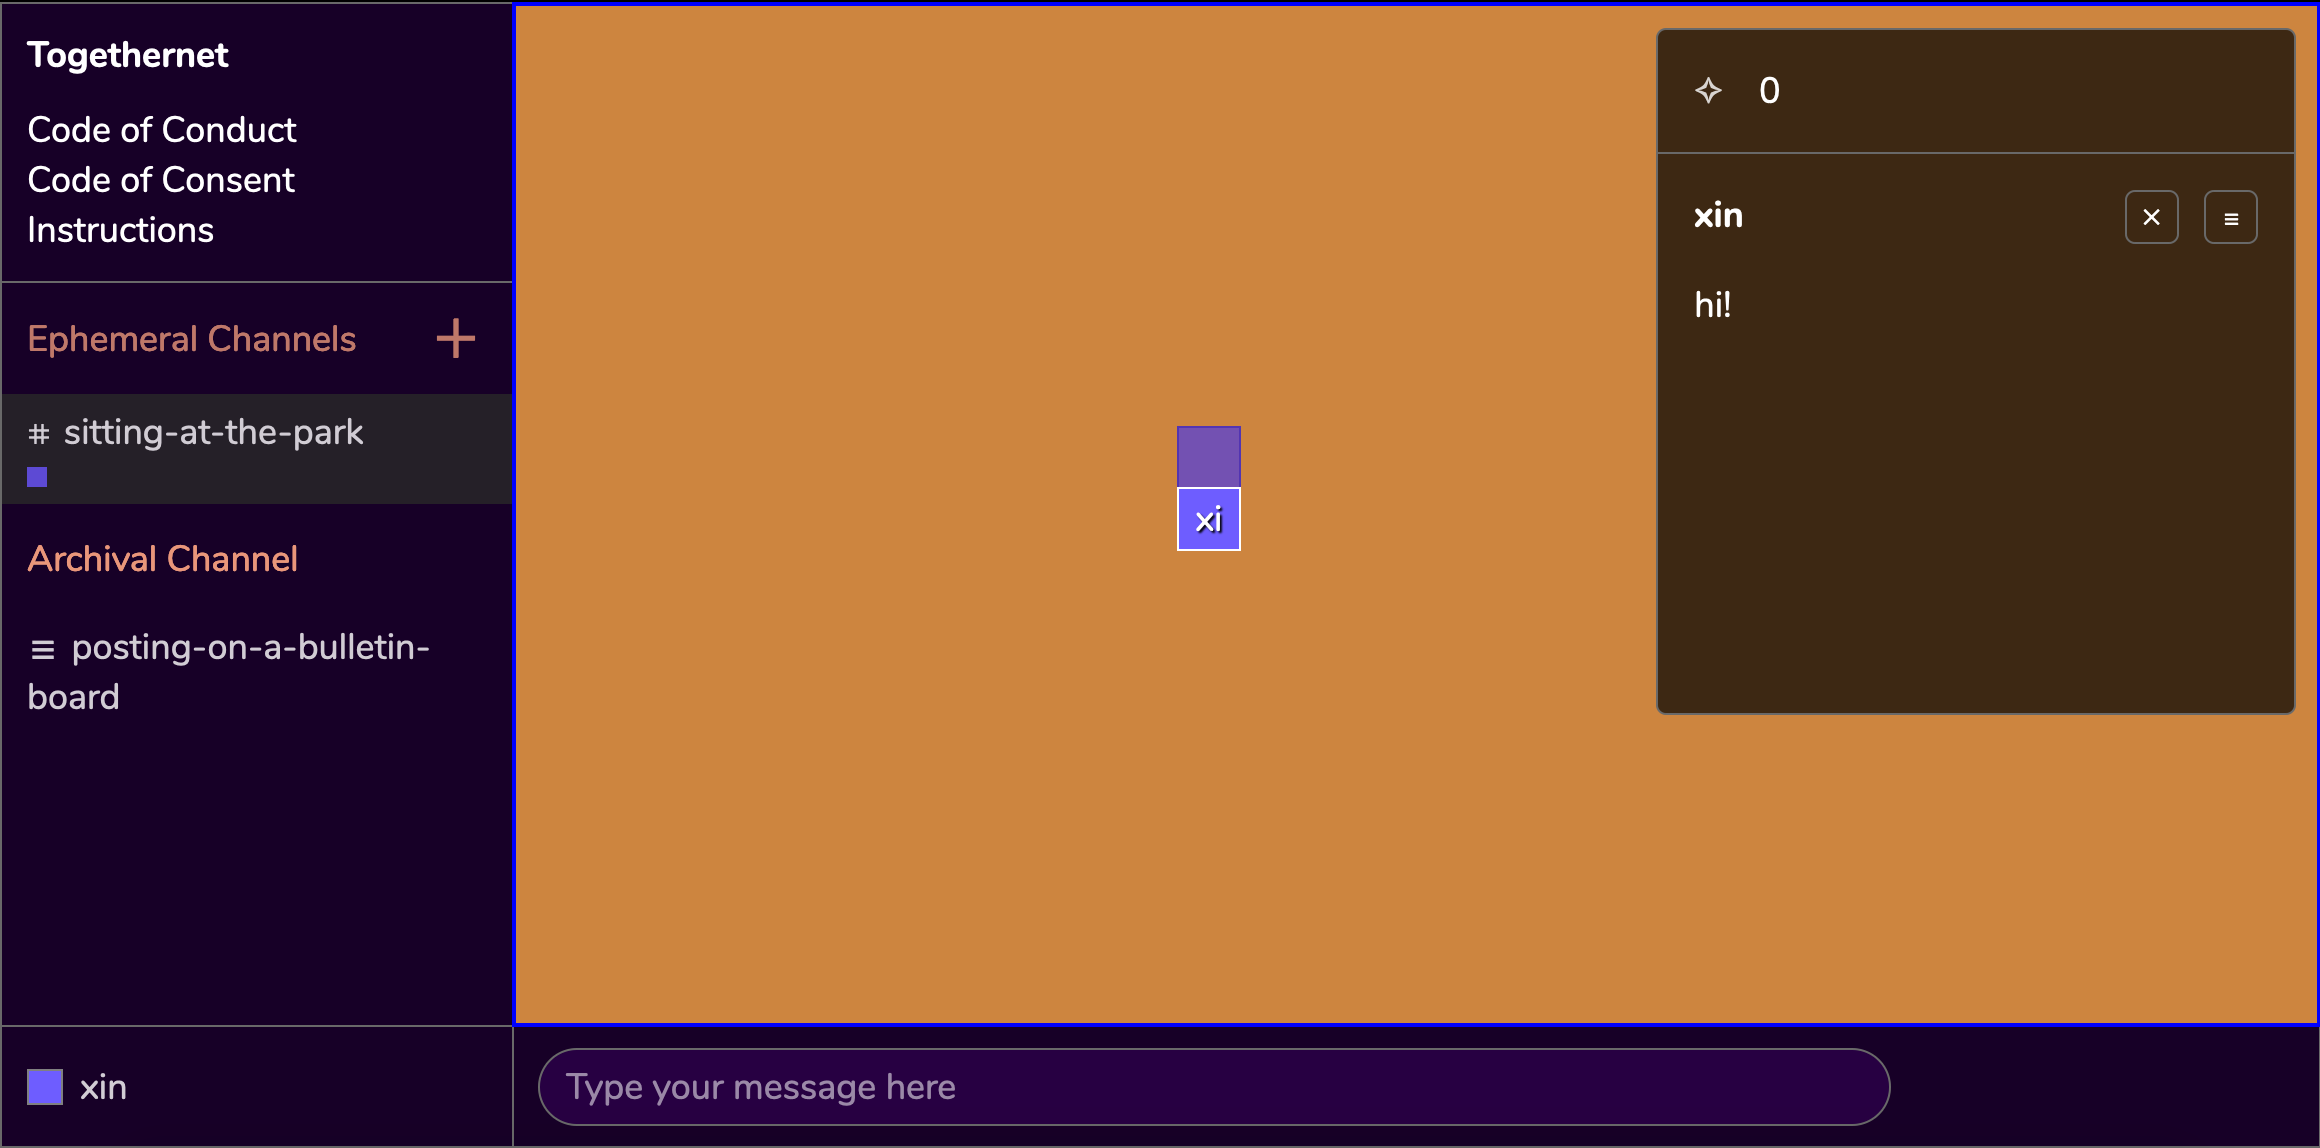 Togethernet
Code of Conduct
Code of Consent
Instructions
Ephemeral Channels +
# sitting-at-the-park
Archival Channel
≡ posting-on-a-bulletin-
board
xin
xi
0
xin
hi!
Type your message here